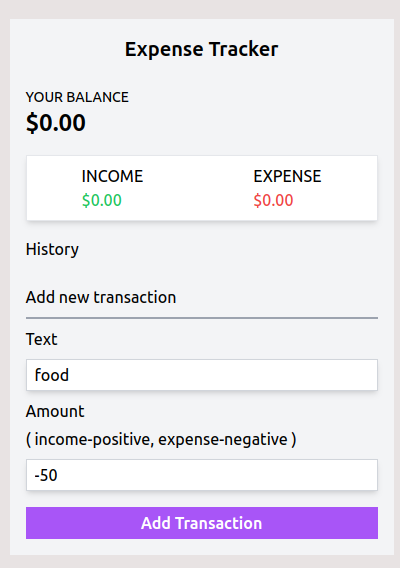 Expense Tracker
YOUR BALANCE
$0.00
INCOME EXPENSE
$0.00 $0.00
History
Add new transaction
Text
food
Amount
( income-positive, expense-negative )
-50
Add Transaction